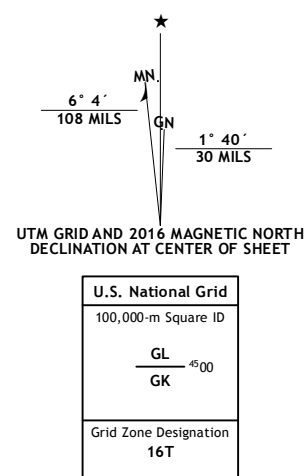 ★
MN.
6° 4´
108 MILS
GN
1° 40´
30 MILS
UTM GRID AND 2016 MAGNETIC NORTH
DECLINATION AT CENTER OF SHEET
U.S. National Grid
100,000-m Square ID
GL
4500
GK
Grid Zone Designation
16T